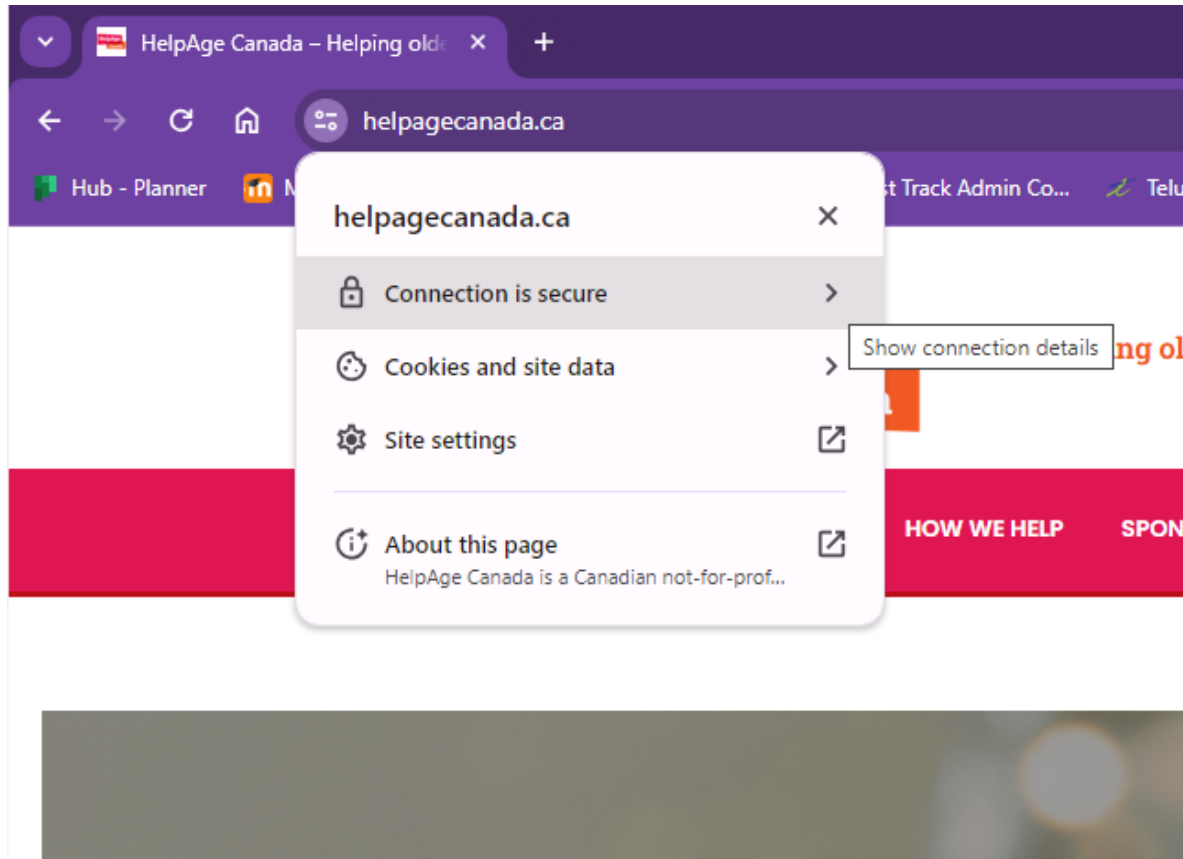 HelpAge Canada – Helping olde
helpagecanada.ca
Hub - Planner
st Track Admin Co...
Telu
helpagecanada.ca
Connection is secure
Show connection details
ng ol
Cookies and site data
Site settings
HOW WE HELP
SPON
About this page
HelpAge Canada is a Canadian not-for-prof...